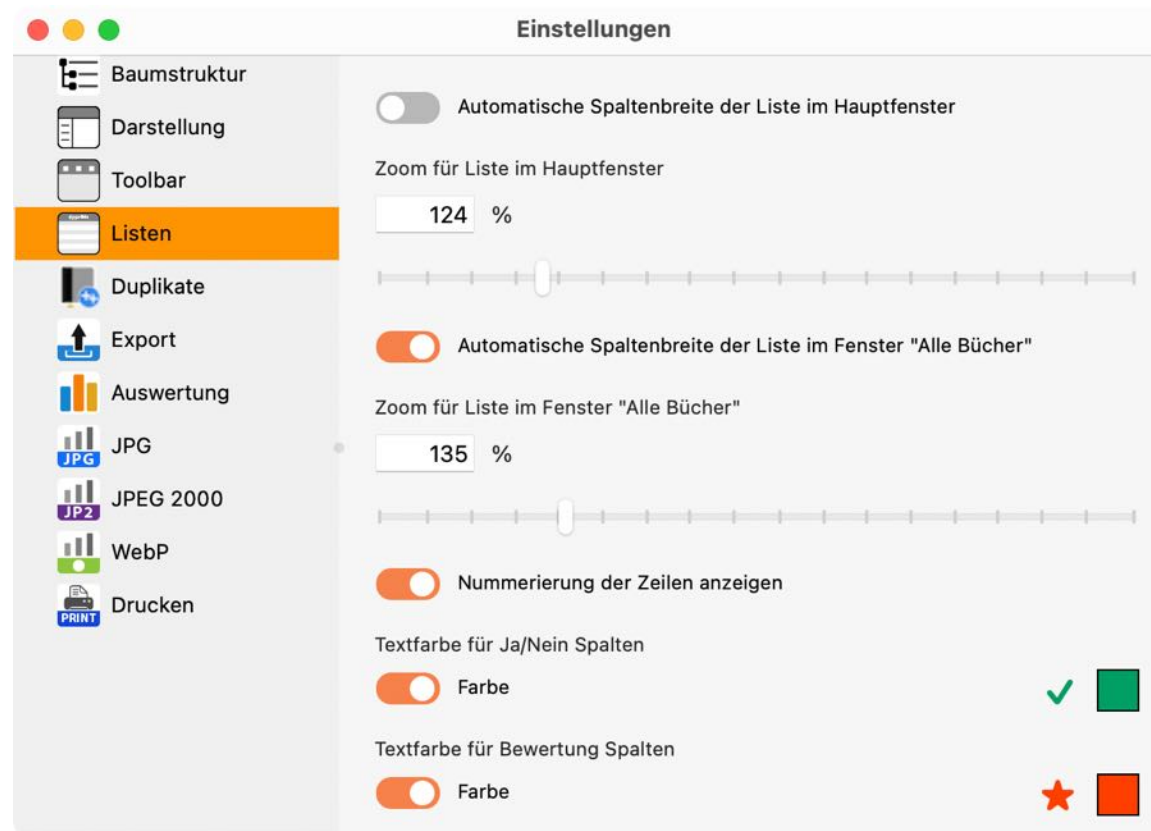 Einstellungen
Baumstruktur
Darstellung
Toolbar
Listen
Duplikate
Export
Auswertung
JPG
JPG
JP2
JPEG 2000
WebP
PRINT
Drucken
Automatische Spaltenbreite der Liste im Hauptfenster
Zoom für Liste im Hauptfenster
124 %
Automatische Spaltenbreite der Liste im Fenster "Alle Bücher"
Zoom für Liste im Fenster "Alle Bücher"
135 %
Nummerierung der Zeilen anzeigen
Textfarbe für Ja/Nein Spalten
Farbe
Textfarbe für Bewertung Spalten
Farbe